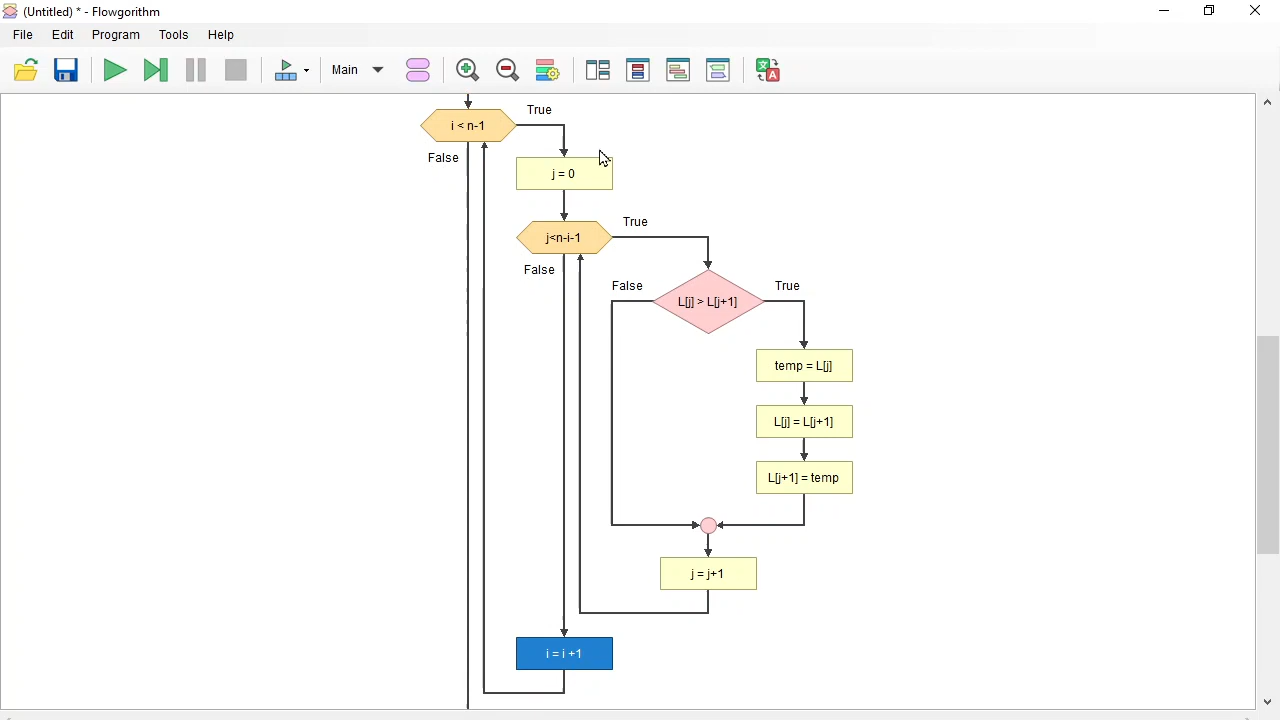 (Untitled) * - Flowgorithm
File Edit Program Tools Help
Main
True
i < n-1
False
j = 0
True
j<n-i-1
False
False
True
L[j] > L[j+1]
temp = L[j]
L[j] = L[j+1]
L[j+1] = temp
j = j+1
i = i +1